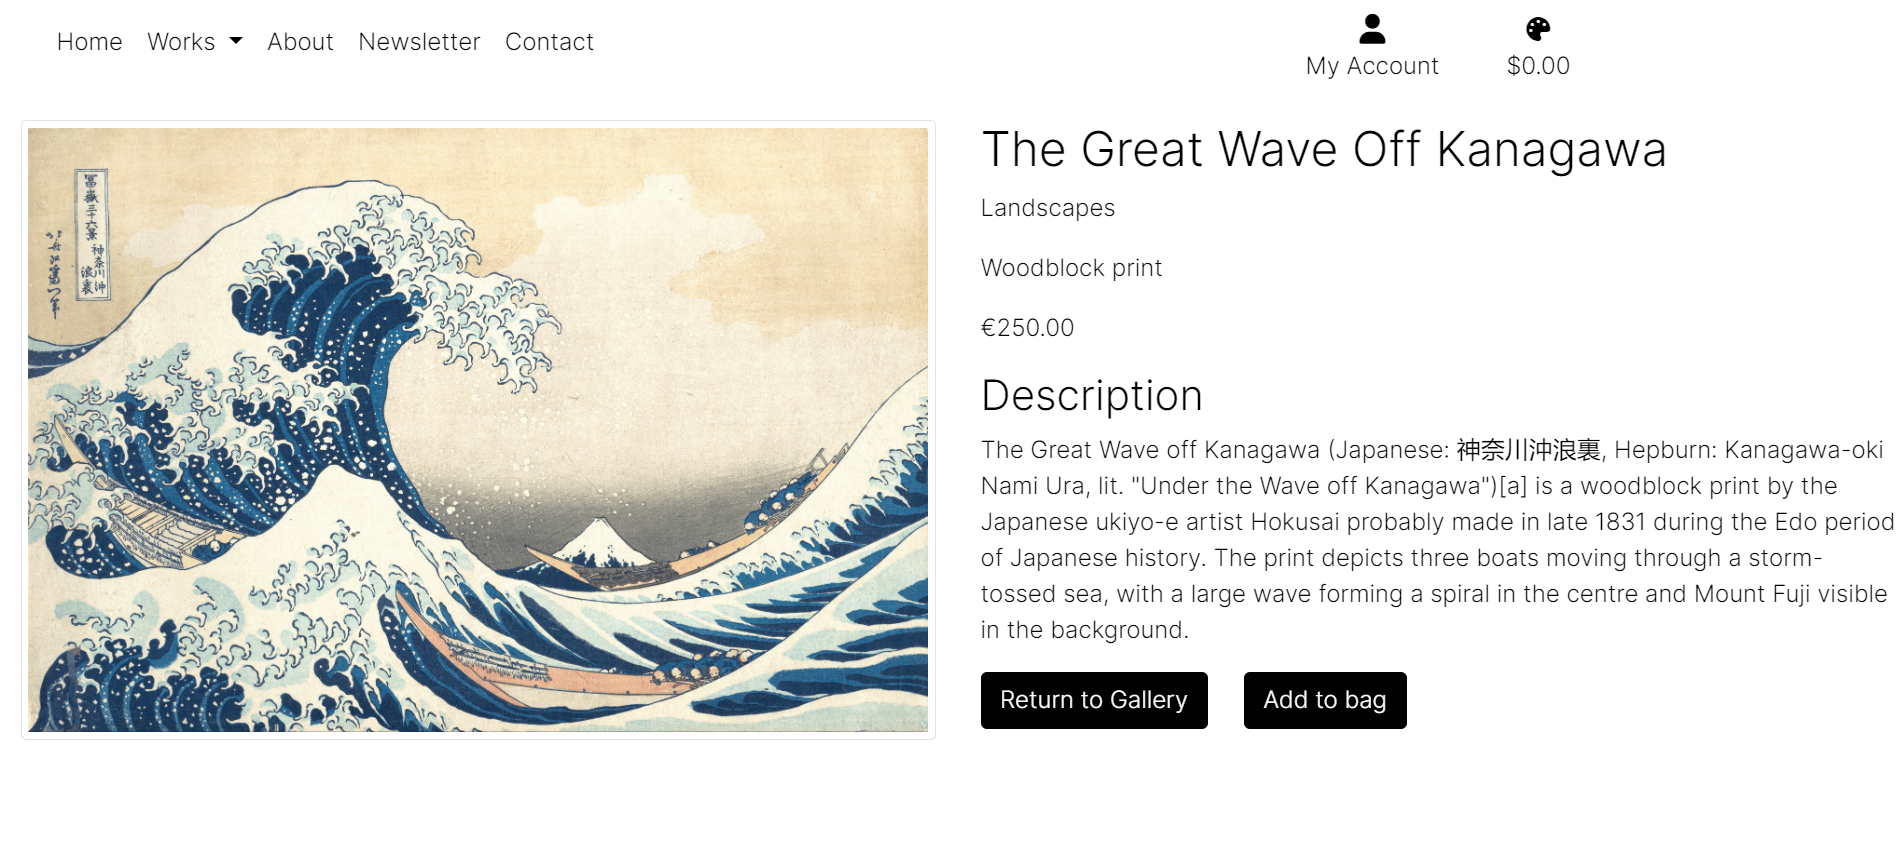 Home Works About Newsletter Contact
My Account $0.00
冨嶽三十六景 神奈川沖
浪裏
The Great Wave Off Kanagawa
Landscapes
Woodblock print
€250.00
Description
The Great Wave off Kanagawa (Japanese: 神奈川沖浪裏, Hepburn: Kanagawa-oki
Nami Ura, lit. "Under the Wave off Kanagawa")[a] is a woodblock print by the
Japanese ukiyo-e artist Hokusai probably made in late 1831 during the Edo period
of Japanese history. The print depicts three boats moving through a storm-
tossed sea, with a large wave forming a spiral in the centre and Mount Fuji visible
in the background.
Return to Gallery Add to bag